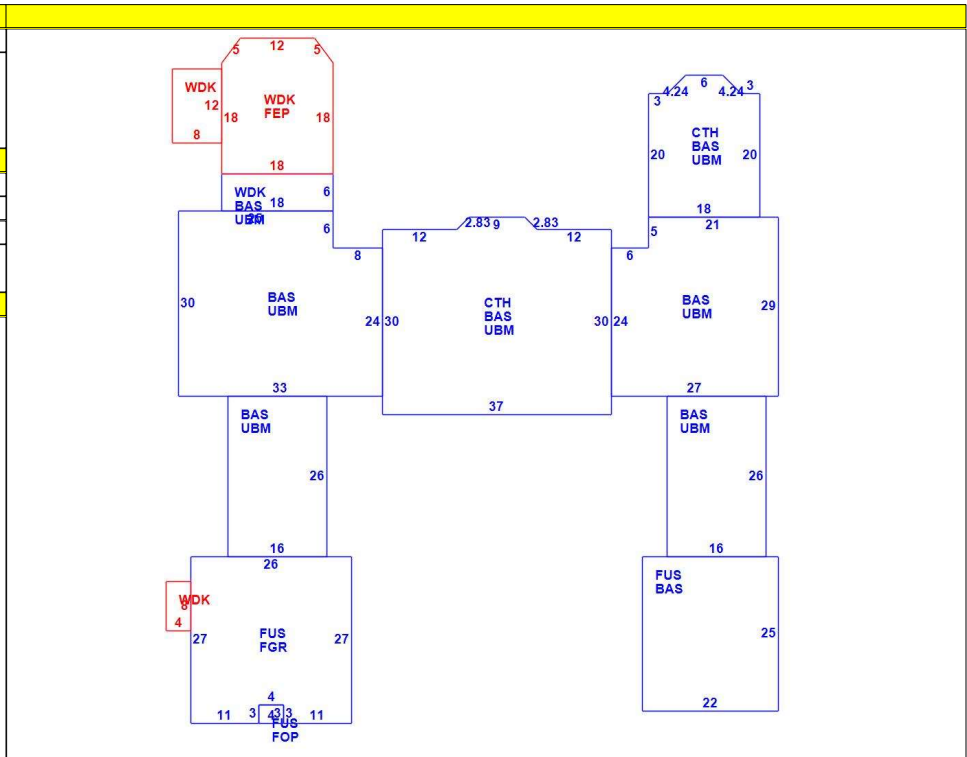 5 12 5
WDK
12
8
WDK
FEP
18 18
18
WDK
BAS
UBM
18
6
6
8
30
BAS
UBM
24
33
2.83 9 2.83
12 12
30
CTH
BAS
UBM
30
37
3 4.24 6 4.24 3
CTH
BAS
UBM
20 20
18
21
5
6
24
BAS
UBM
29
27
BAS
UBM
26
16
BAS
UBM
26
16
26
WDK
8
4
27
FUS
FGR
27
4
11 3 4 3 3 11
FUS
FOP
FUS
BAS
25
22